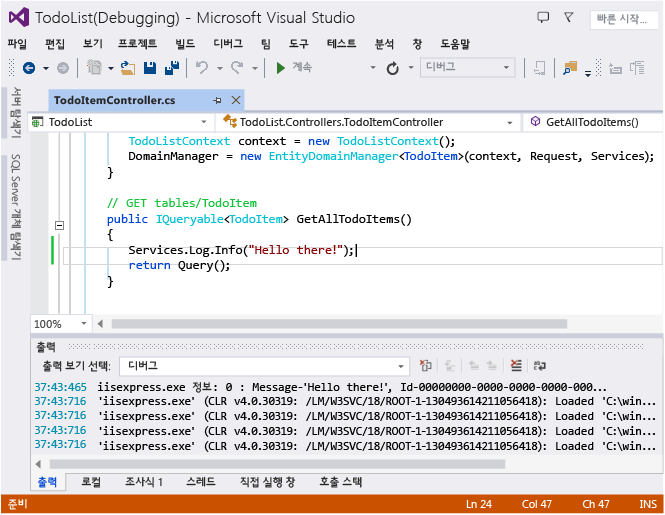 TodoList(Debugging) - Microsoft Visual Studio
빠른 시작...
파일 편집 보기 프로젝트 빌드 디버그 팀 도구 테스트 분석 창 도움말
계속 디버그
서버 탐색기
SQL Server 개체 탐색기
TodoItemController.cs
TodoList TodoList.Controllers.TodoItemController GetAllTodoItems()
TodoListContext context = new TodoListContext();
DomainManager = new EntityDomainManager<TodoItem>(context, Request, Services);
}
// GET tables/TodoItem
public IQueryable<TodoItem> GetAllTodoItems()
{
Services.Log.Info("Hello there!");
return Query();
}
100%
출력
출력 보기 선택: 디버그
37:43:465 iisexpress.exe 정보: 0 : Message-'Hello there!', Id-00000000-0000-0000-0000-000...
37:43:716 'iisexpress.exe' (CLR v4.0.30319: /LM/W3SVC/18/ROOT-1-130493614211056418): Loaded 'C:\win...
37:43:716 'iisexpress.exe' (CLR v4.0.30319: /LM/W3SVC/18/ROOT-1-130493614211056418): Loaded 'C:\win...
37:43:716 'iisexpress.exe' (CLR v4.0.30319: /LM/W3SVC/18/ROOT-1-130493614211056418): Loaded 'C:\win...
37:43:716 'iisexpress.exe' (CLR v4.0.30319: /LM/W3SVC/18/ROOT-1-130493614211056418): Loaded 'C:\win...
출력 로컬 조사식 1 스레드 직접 실행 창 호출 스택
준비 Ln 24 Col 47 Ch 47 INS